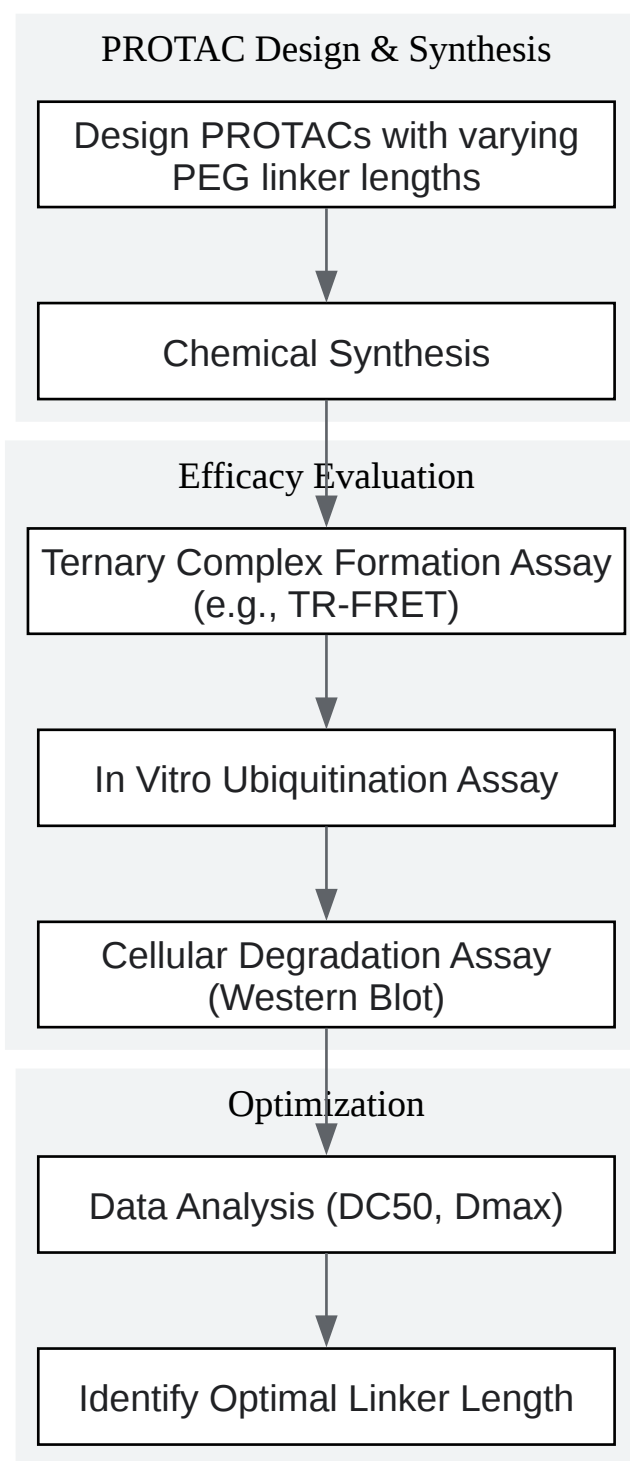 PROTAC Design & Synthesis
Design PROTACs with varying
PEG linker lengths
Chemical Synthesis
Efficacy Evaluation
Ternary Complex Formation Assay
(e.g., TR-FRET)
In Vitro Ubiquitination Assay
Cellular Degradation Assay
(Western Blot)
Optimization
Data Analysis (DC50, Dmax)
Identify Optimal Linker Length